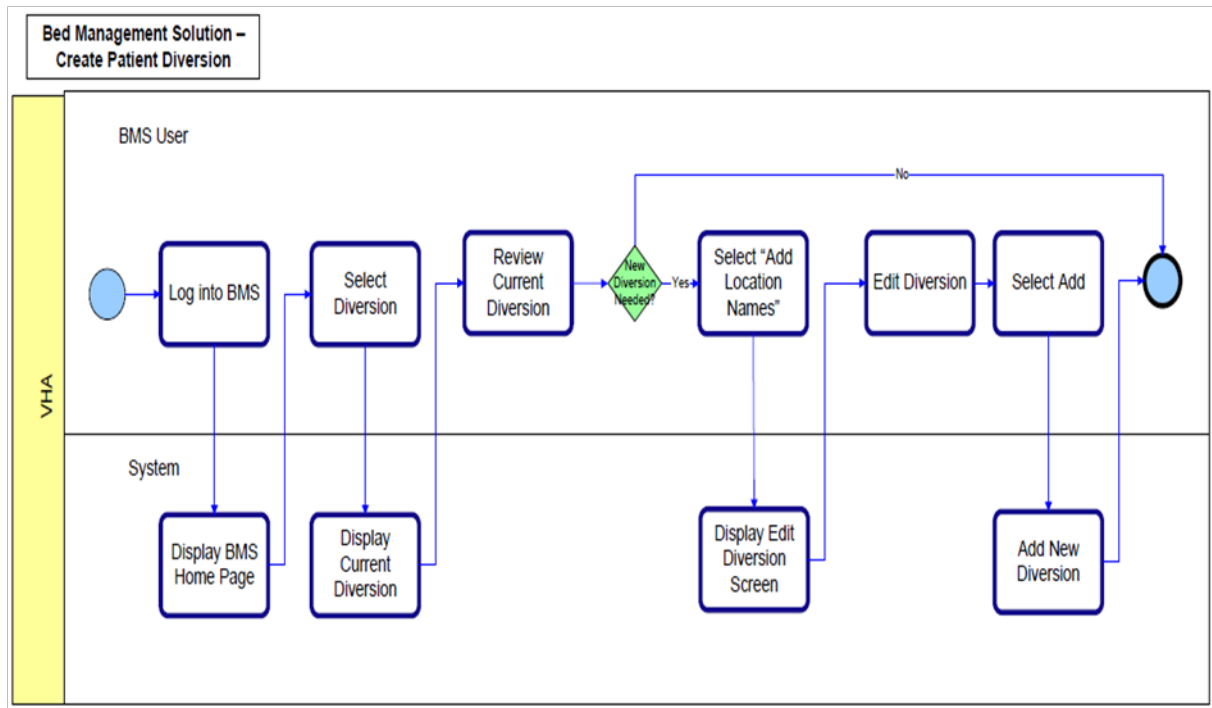 Bed Management Solution –
Create Patient Diversion
VHA
BMS User
Log into BMS
Select
Diversion
Review
Current
Diversion
New
Diversion
Needed?
No
Yes
Select “Add
Location
Names”
Edit Diversion
Select Add
System
Display BMS
Home Page
Display
Current
Diversion
Display Edit
Diversion
Screen
Add New
Diversion